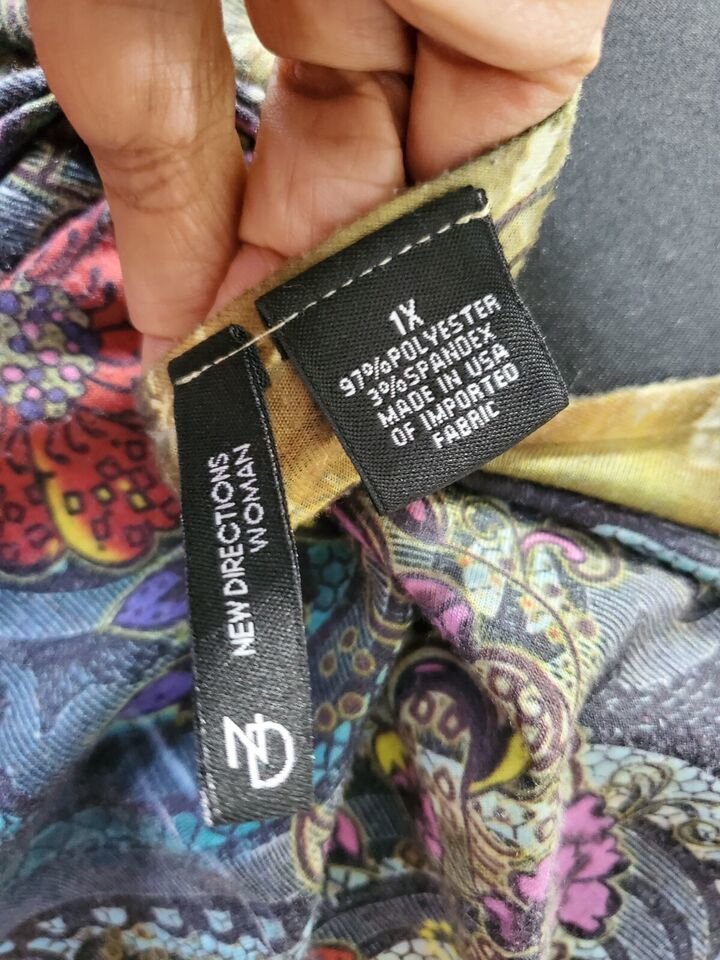 1X
97%POLYESTER
3%SPANDEX
MADE IN USA
OF IMPORTED
FABRIC
NEW DIRECTIONS
WOMAN
ND